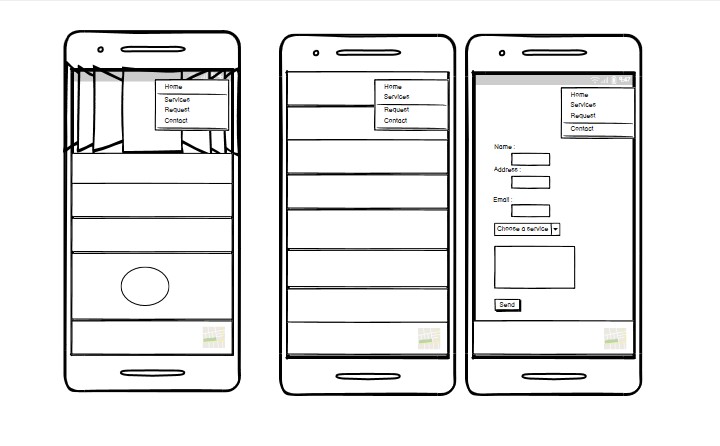 Home
Services
Request
Contact
Home
Services
Request
Contact
Home
Services
Request
Contact
Name :
Address :
Email :
Choose a service
Send